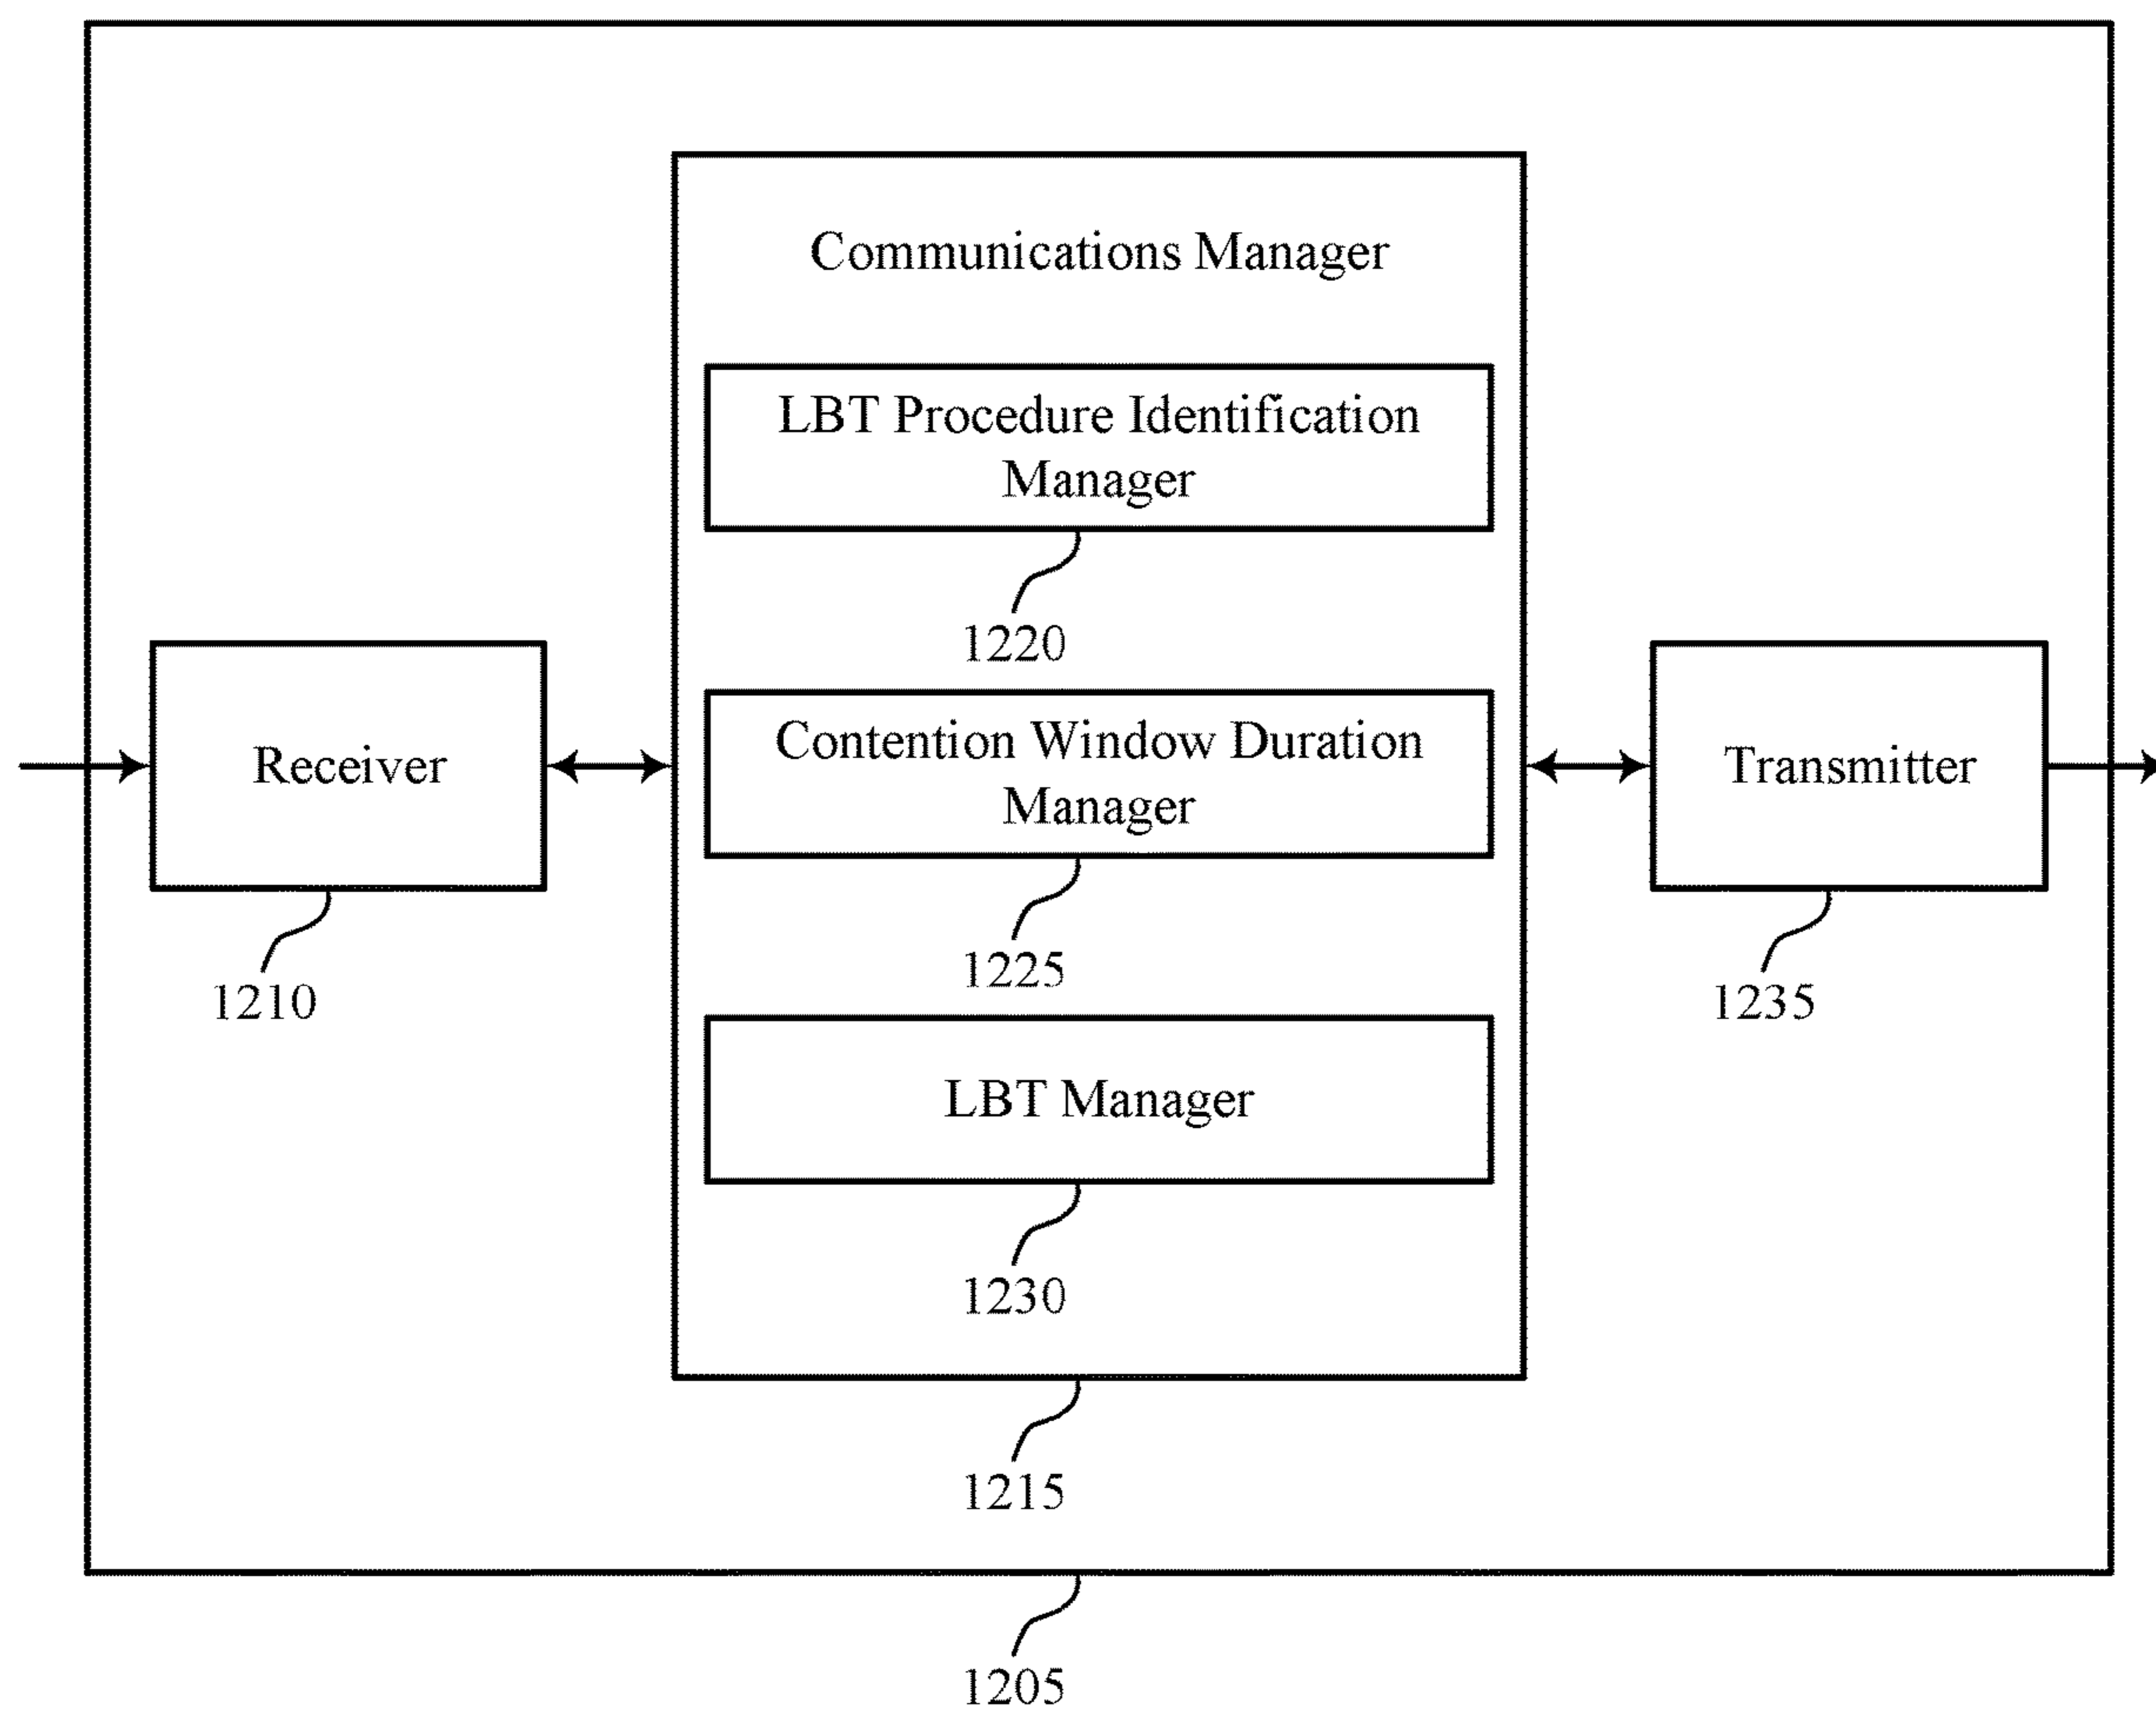 Communications Manager
LBT Procedure Identification
Manager
1220
Receiver
1210
Contention Window Duration
Manager
1225
Transmitter
1235
LBT Manager
1230
1215
1205